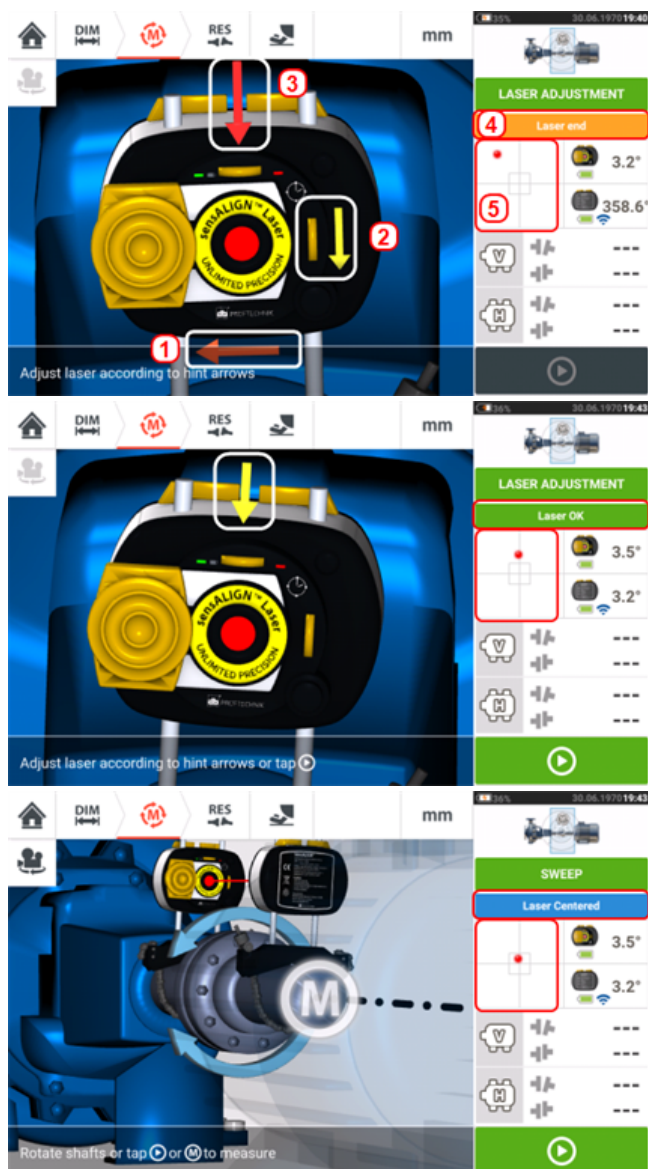 DIM
M
RES
mm
35%
30.06.1970 19:40
3
LASER ADJUSTMENT
4
Laser end
5
3.2°
358.6°
2
sensALIGN™ Laser
UNLIMITED PRECISION
PRÜFTECHNIK
1
V
---
---
H
---
---
Adjust laser according to hint arrows
DIM
M
RES
mm
36%
30.06.1970 19:43
LASER ADJUSTMENT
Laser OK
3.5°
3.2°
sensALIGN™ Laser
UNLIMITED PRECISION
PRÜFTECHNIK
V
---
---
H
---
---
Adjust laser according to hint arrows or tap
DIM
M
RES
mm
36%
30.06.1970 19:43
SWEEP
Laser Centered
3.5°
3.2°
M
V
---
---
H
---
---
Rotate shafts or tap or M to measure